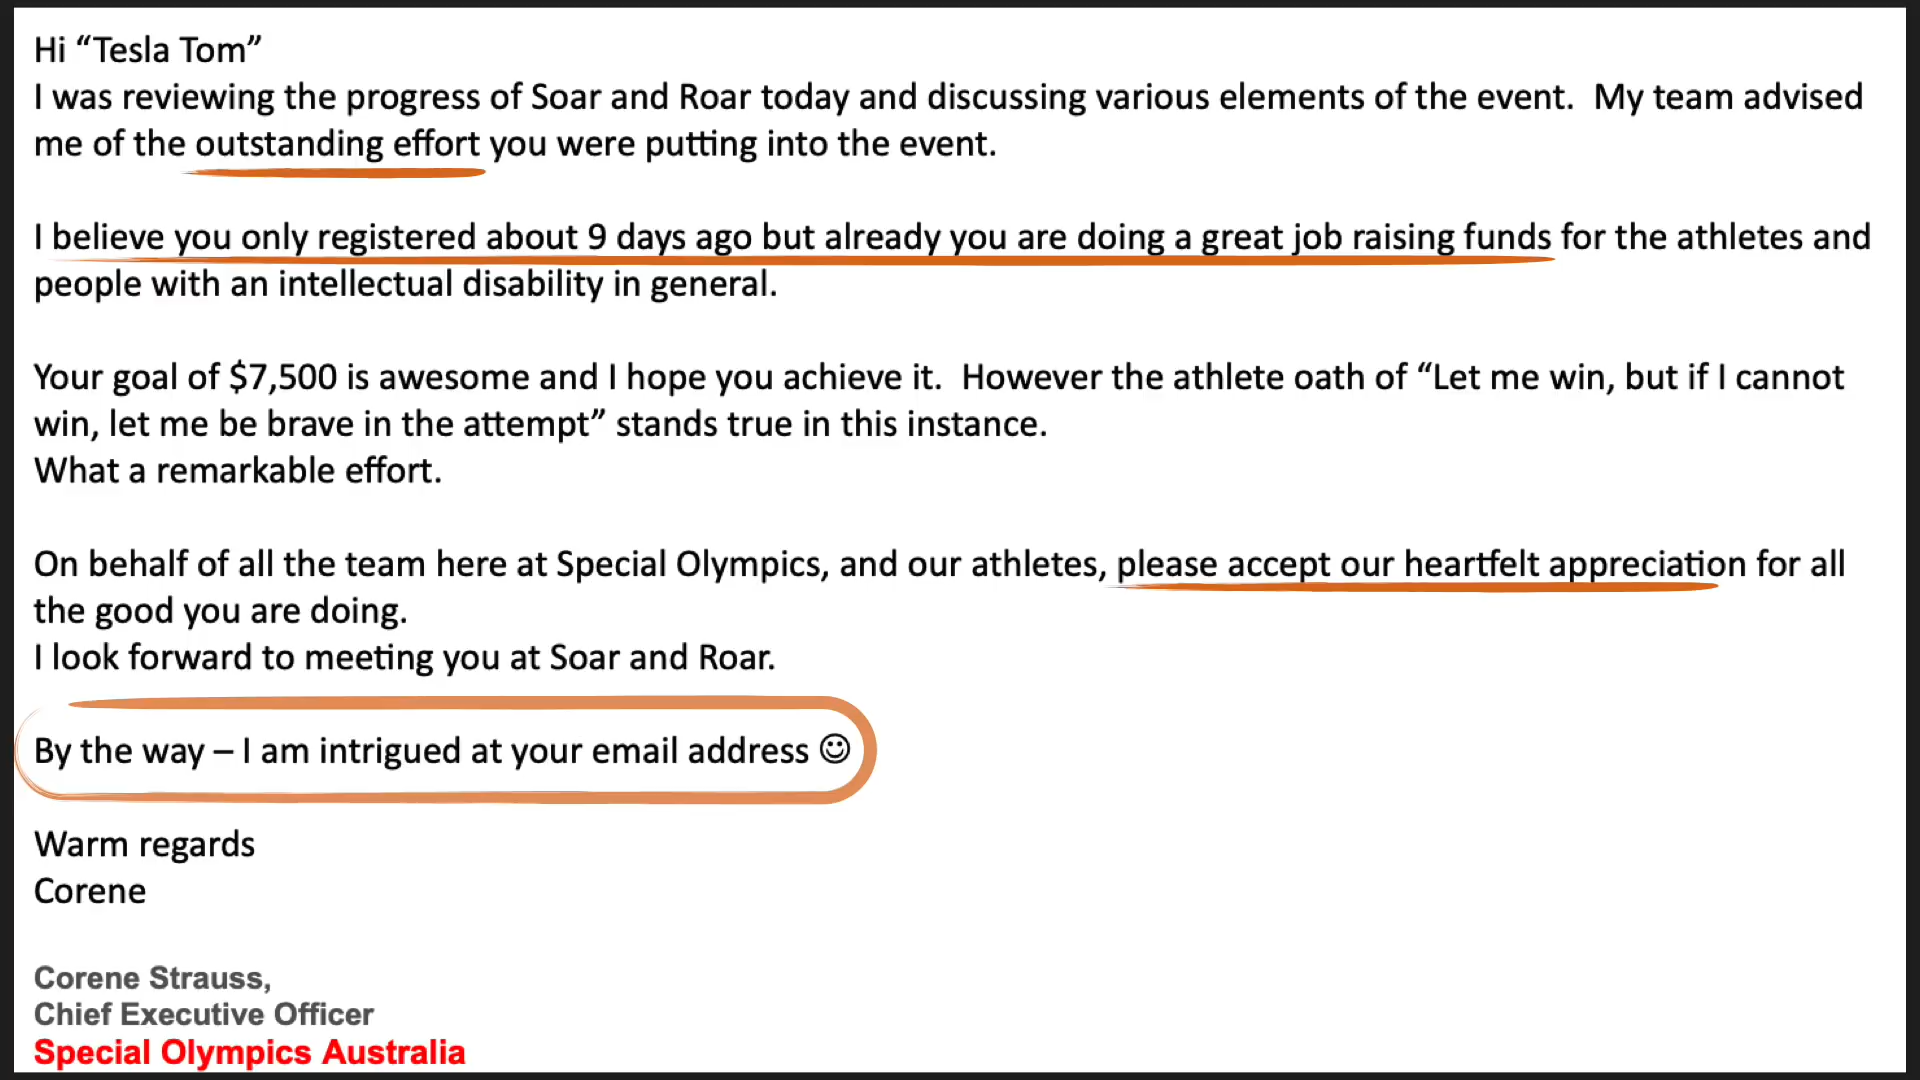 Hi “Tesla Tom”
I was reviewing the progress of Soar and Roar today and discussing various elements of the event.  My team advised
me of the outstanding effort you were putting into the event.
I believe you only registered about 9 days ago but already you are doing a great job raising funds for the athletes and
people with an intellectual disability in general.
Your goal of $7,500 is awesome and I hope you achieve it.  However the athlete oath of “Let me win, but if I cannot
win, let me be brave in the attempt” stands true in this instance.
What a remarkable effort.
On behalf of all the team here at Special Olympics, and our athletes, please accept our heartfelt appreciation for all
the good you are doing.
I look forward to meeting you at Soar and Roar.
By the way – I am intrigued at your email address ☺
Warm regards
Corene
Corene Strauss,
Chief Executive Officer
Special Olympics Australia